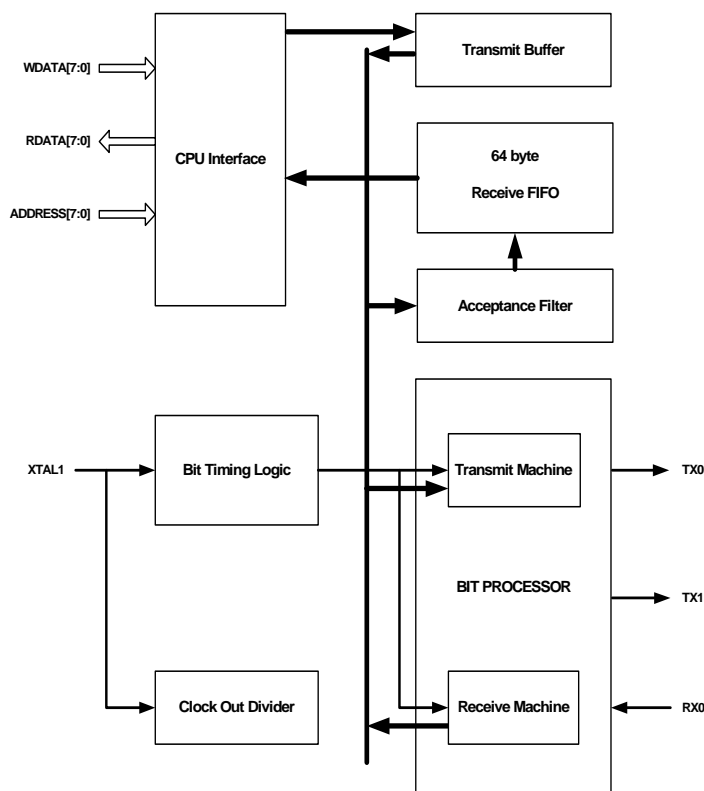 Transmit Buffer
WDATA[7:0]
RDATA[7:0]
CPU Interface
64 byte
Receive FIFO
ADDRESS[7:0]
Acceptance Filter
XTAL1
Bit Timing Logic
Transmit Machine
TX0
BIT PROCESSOR
TX1
Clock Out Divider
Receive Machine
RX0